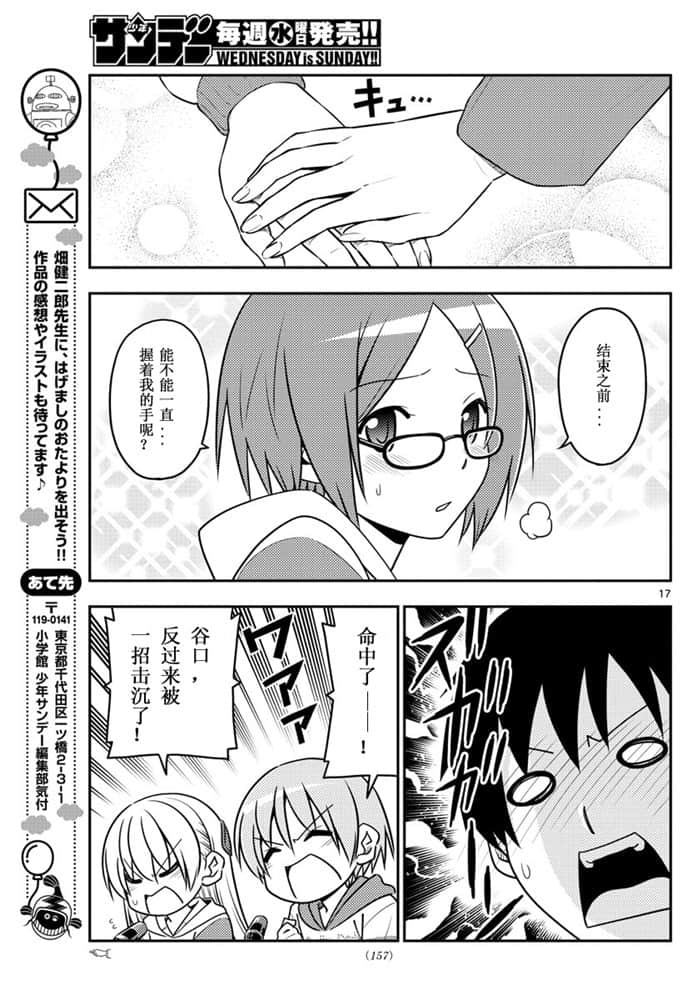 少年サンデー
毎週水曜日発売!!
WEDNESDAY is SUNDAY!!
キュ…
结束之前...
能不能一直...
握着我的手呢?
17
ズガガガ
命中了——!
ワアアア
谷口，
反过来被
一招击沉了!
畑健二郎先生に、はげましのおたよりを出そう!!
作品の感想やイラストも待ってます♪
あて先
〒
119-0141
東京都千代田区一ツ橋2-3-1
小学館 少年サンデー編集部気付
(157)